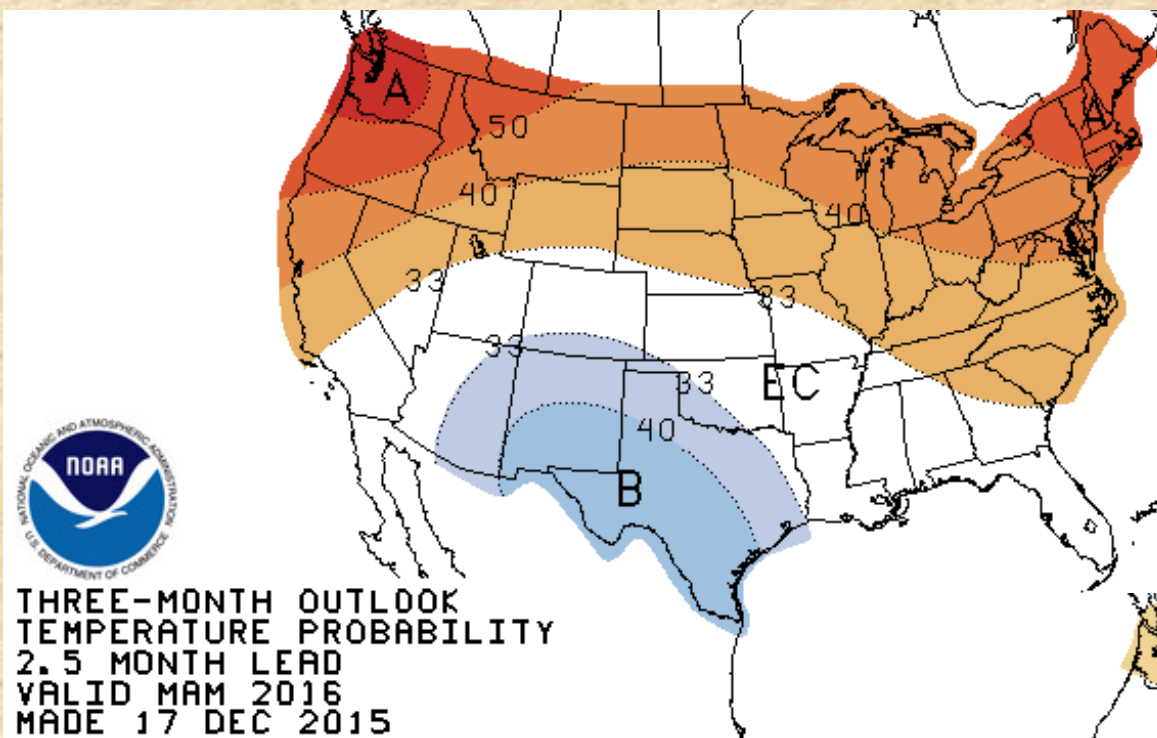 A
A
50
40
40
33
33
33
33
EC
40
B
NATIONAL OCEANIC AND ATMOSPHERIC ADMINISTRATION
NOAA
U.S. DEPARTMENT OF COMMERCE
THREE-MONTH OUTLOOK
TEMPERATURE PROBABILITY
2.5 MONTH LEAD
VALID MAM 2016
MADE 17 DEC 2015